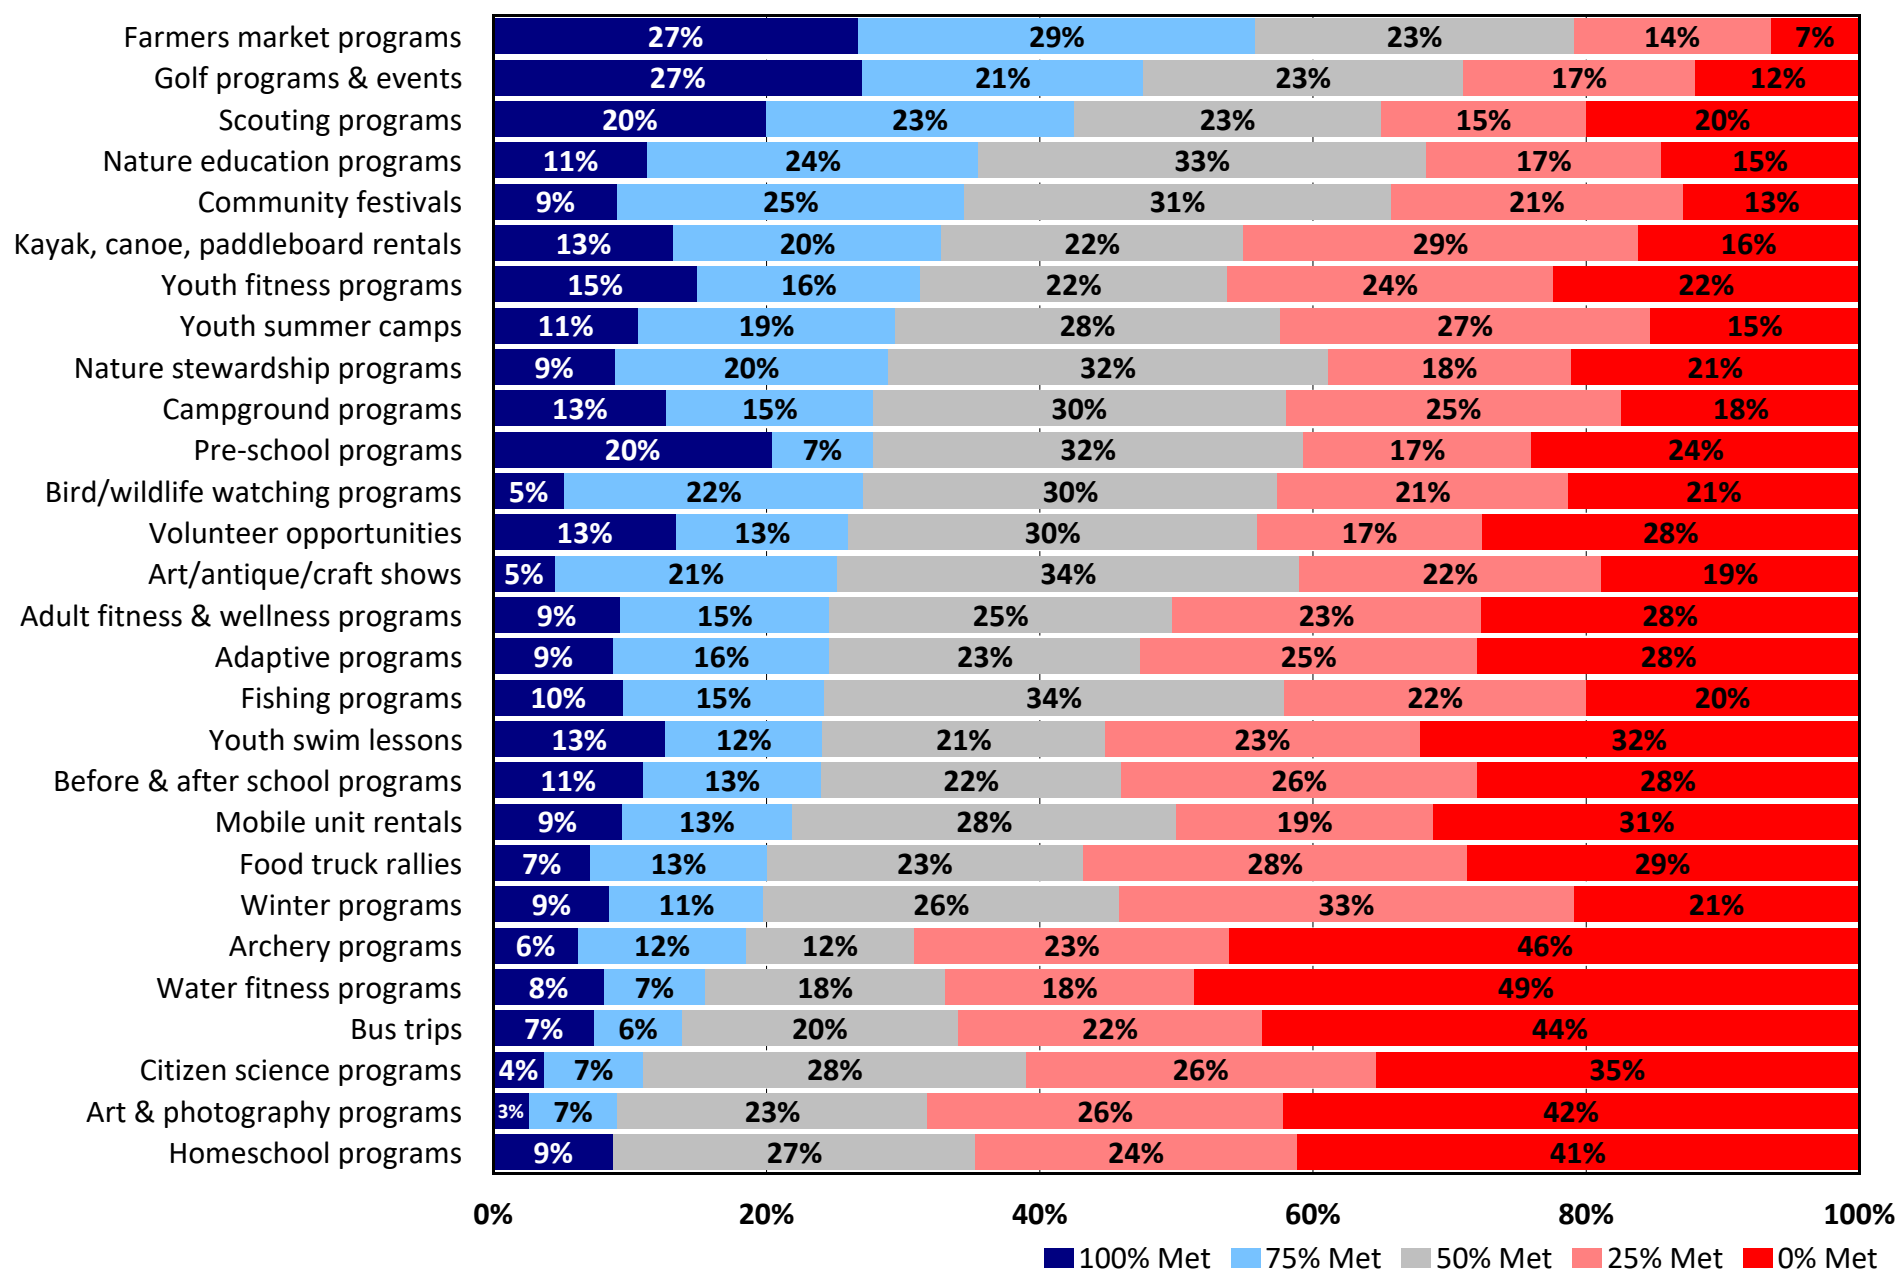 Farmers market programs 27% 29% 23% 14% 7%
Golf programs & events 27% 21% 23% 17% 12%
Scouting programs 20% 23% 23% 15% 20%
Nature education programs 11% 24% 33% 17% 15%
Community festivals 9% 25% 31% 21% 13%
Kayak, canoe, paddleboard rentals 13% 20% 22% 29% 16%
Youth fitness programs 15% 16% 22% 24% 22%
Youth summer camps 11% 19% 28% 27% 15%
Nature stewardship programs 9% 20% 32% 18% 21%
Campground programs 13% 15% 30% 25% 18%
Pre-school programs 20% 7% 32% 17% 24%
Bird/wildlife watching programs 5% 22% 30% 21% 21%
Volunteer opportunities 13% 13% 30% 17% 28%
Art/antique/craft shows 5% 21% 34% 22% 19%
Adult fitness & wellness programs 9% 15% 25% 23% 28%
Adaptive programs 9% 16% 23% 25% 28%
Fishing programs 10% 15% 34% 22% 20%
Youth swim lessons 13% 12% 21% 23% 32%
Before & after school programs 11% 13% 22% 26% 28%
Mobile unit rentals 9% 13% 28% 19% 31%
Food truck rallies 7% 13% 23% 28% 29%
Winter programs 9% 11% 26% 33% 21%
Archery programs 6% 12% 12% 23% 46%
Water fitness programs 8% 7% 18% 18% 49%
Bus trips 7% 6% 20% 22% 44%
Citizen science programs 4% 7% 28% 26% 35%
Art & photography programs 3% 7% 23% 26% 42%
Homeschool programs 9% 27% 24% 41%
0% 20% 40% 60% 80% 100%
100% Met 75% Met 50% Met 25% Met 0% Met